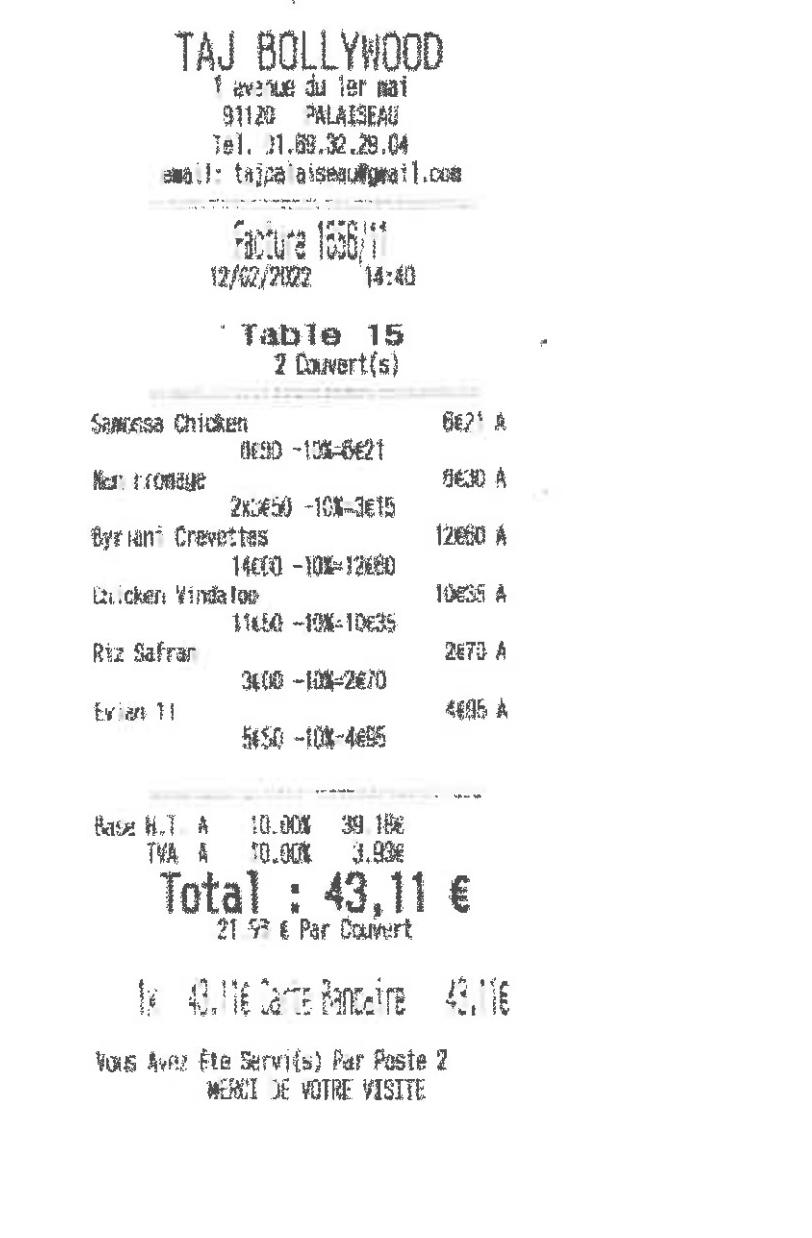 TAJ BOLLYWOOD
1 avenue du 1er mai
91120 PALAISEAU
Tel. 01.69.32.29.04
email: tajpalaiseau@gmail.com
Facture 1556/11
12/02/2022 14:40
Table 15
2 Couvert(s)
Samossa Chicken 6€21 A
6€90 -10%=6€21
Nan fromage 6€30 A
2x3€50 -10%=3€15
Byriani Crevettes 12€60 A
14€00 -10%=12€60
Chicken Vindaloo 10€35 A
11€50 -10%=10€35
Riz Safran 2€70 A
3€00 -10%=2€70
Evian 1l 4€95 A
5€50 -10%=4€95
Base H.T. A 10.00% 39.18€
TVA A 10.00% 3.93€
Total : 43,11 €
€ Par Couvert
1x 43,11€ Carte Bancaire 43,11€
Vous Avez Ete Servi(s) Par Poste 2
MERCI DE VOTRE VISITE